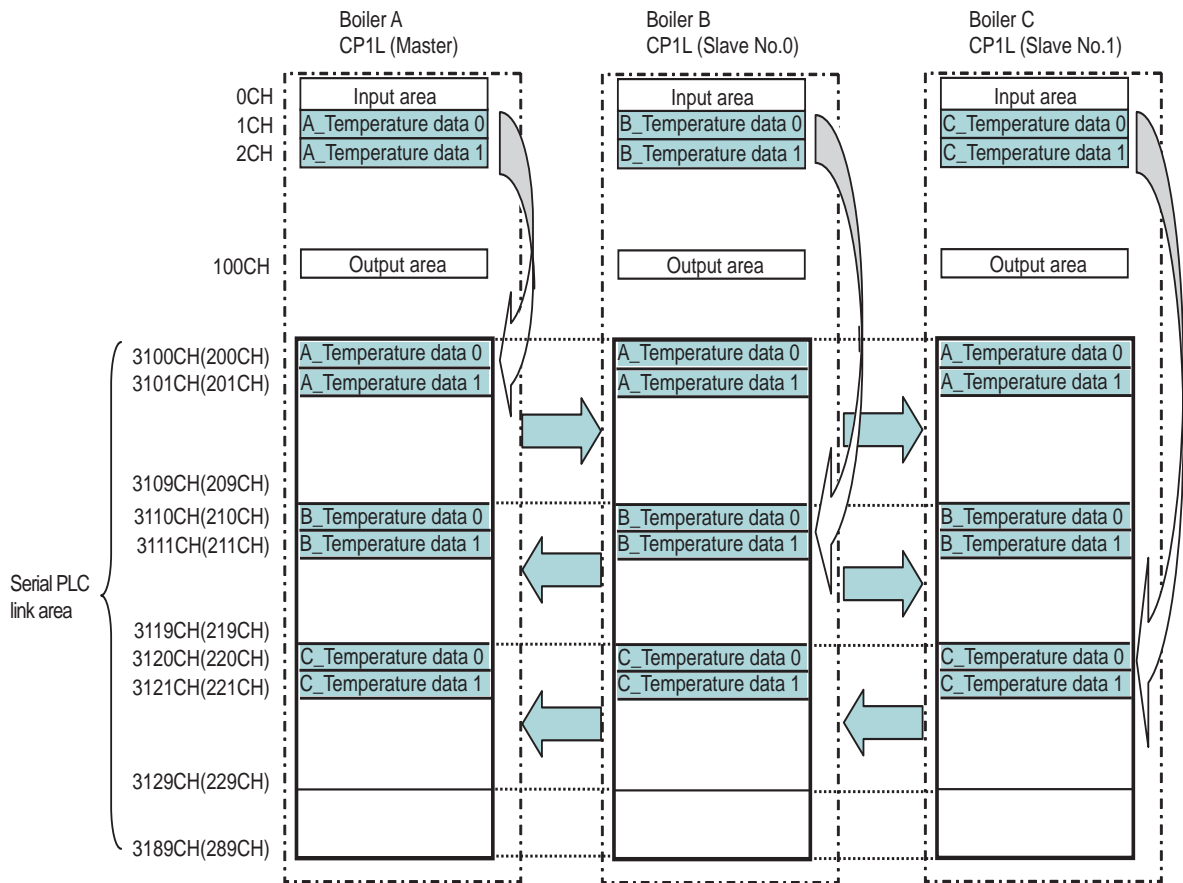 Boiler A
CP1L (Master)
Boiler B
CP1L (Slave No.0)
Boiler C
CP1L (Slave No.1)
0CH
Input area
Input area
Input area
1CH
A_Temperature data 0
B_Temperature data 0
C_Temperature data 0
2CH
A_Temperature data 1
B_Temperature data 1
C_Temperature data 1
100CH
Output area
Output area
Output area
3100CH(200CH)
A_Temperature data 0
A_Temperature data 0
A_Temperature data 0
3101CH(201CH)
A_Temperature data 1
A_Temperature data 1
A_Temperature data 1
3109CH(209CH)
3110CH(210CH)
B_Temperature data 0
B_Temperature data 0
B_Temperature data 0
3111CH(211CH)
B_Temperature data 1
B_Temperature data 1
B_Temperature data 1
Serial PLC
link area
3119CH(219CH)
3120CH(220CH)
C_Temperature data 0
C_Temperature data 0
C_Temperature data 0
3121CH(221CH)
C_Temperature data 1
C_Temperature data 1
C_Temperature data 1
3129CH(229CH)
3189CH(289CH)